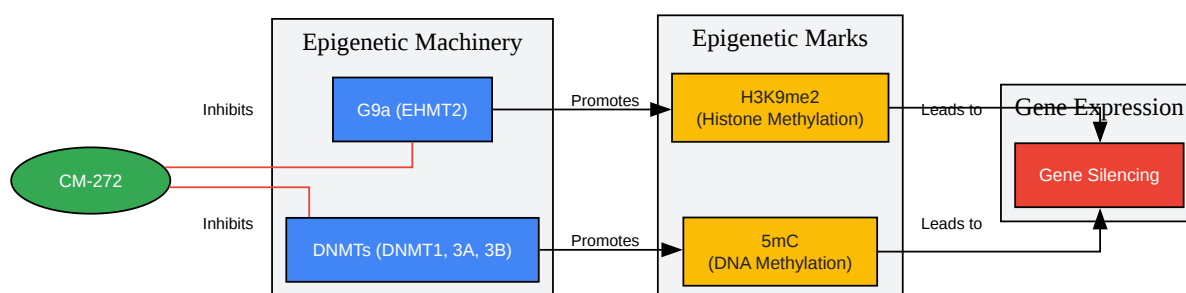 Epigenetic Machinery
Epigenetic Marks
Inhibits
G9a (EHMT2)
Promotes
H3K9me2
(Histone Methylation)
Leads to
Gene Expression
CM-272
Gene Silencing
Inhibits
DNMTs (DNMT1, 3A, 3B)
Promotes
5mC
(DNA Methylation)
Leads to